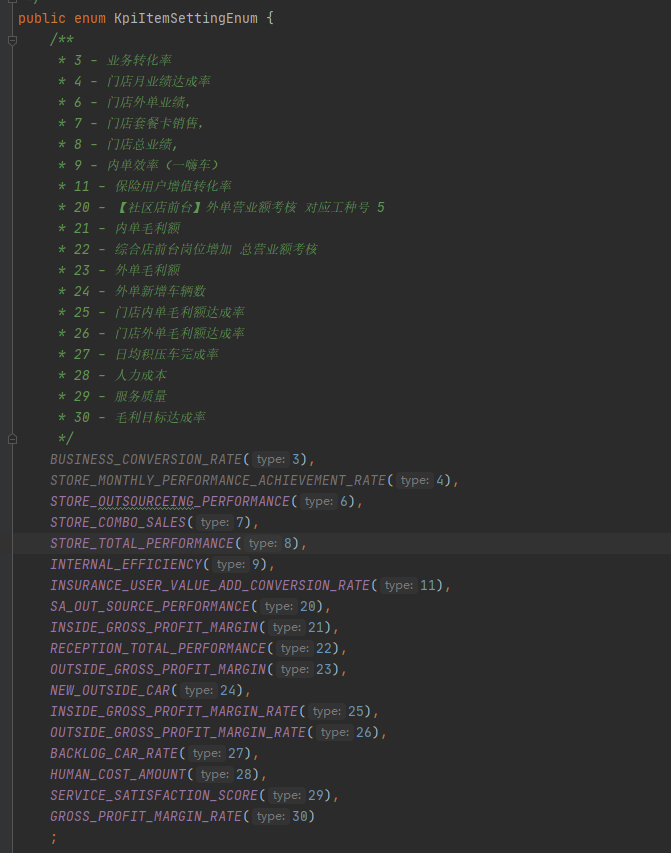 */
public enum KpiItemSettingEnum {
/**
* 3 - 业务转化率
* 4 - 门店月业绩达成率
* 6 - 门店外单业绩,
* 7 - 门店套餐卡销售,
* 8 - 门店总业绩,
* 9 - 内单效率（一嗨车）
* 11 - 保险用户增值转化率
* 20 - 【社区店前台】外单营业额考核 对应工种号 5
* 21 - 内单毛利额
* 22 - 综合店前台岗位增加 总营业额考核
* 23 - 外单毛利额
* 24 - 外单新增车辆数
* 25 - 门店内单毛利额达成率
* 26 - 门店外单毛利额达成率
* 27 - 日均积压车完成率
* 28 - 人力成本
* 29 - 服务质量
* 30 - 毛利目标达成率
*/
BUSINESS_CONVERSION_RATE( type: 3),
STORE_MONTHLY_PERFORMANCE_ACHIEVEMENT_RATE( type: 4),
STORE_OUTSOURCEING_PERFORMANCE( type: 6),
STORE_COMBO_SALES( type: 7),
STORE_TOTAL_PERFORMANCE( type: 8),
INTERNAL_EFFICIENCY( type: 9),
INSURANCE_USER_VALUE_ADD_CONVERSION_RATE( type: 11),
SA_OUT_SOURCE_PERFORMANCE( type: 20),
INSIDE_GROSS_PROFIT_MARGIN( type: 21),
RECEPTION_TOTAL_PERFORMANCE( type: 22),
OUTSIDE_GROSS_PROFIT_MARGIN( type: 23),
NEW_OUTSIDE_CAR( type: 24),
INSIDE_GROSS_PROFIT_MARGIN_RATE( type: 25),
OUTSIDE_GROSS_PROFIT_MARGIN_RATE( type: 26),
BACKLOG_CAR_RATE( type: 27),
HUMAN_COST_AMOUNT( type: 28),
SERVICE_SATISFACTION_SCORE( type: 29),
GROSS_PROFIT_MARGIN_RATE( type: 30)
;